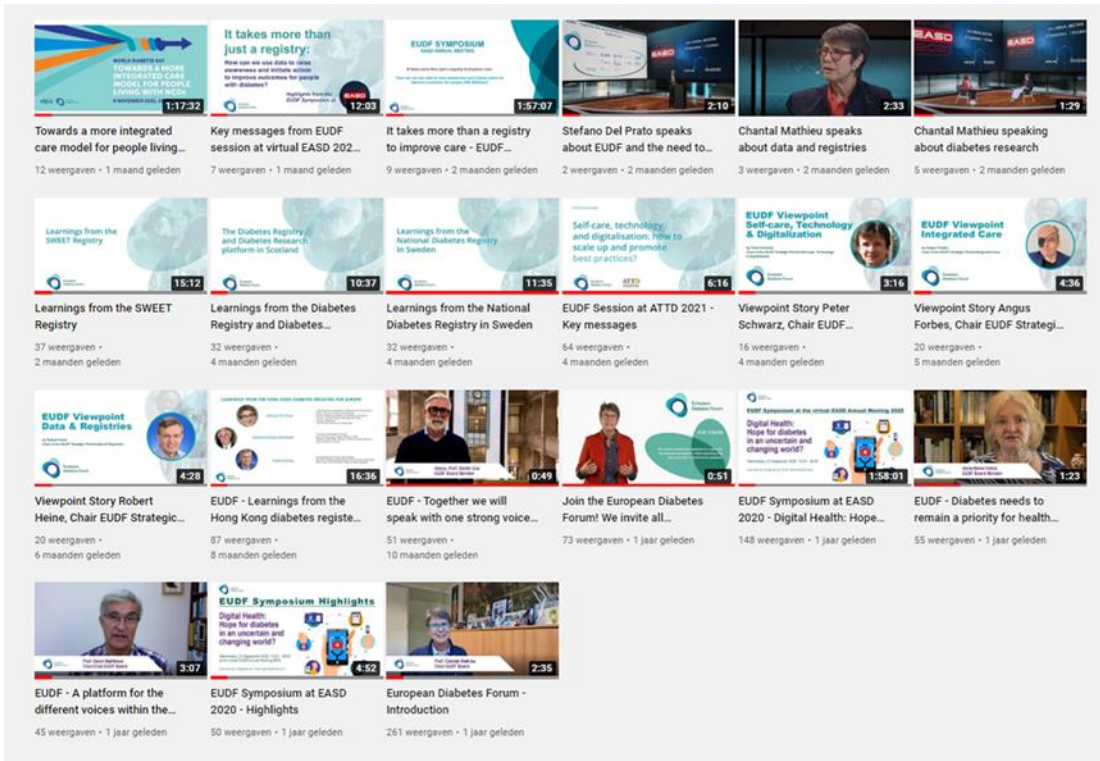 WORLD DIABETES DAY
TOWARDS A MORE
INTEGRATED CARE
MODEL FOR PEOPLE
LIVING WITH NCDs
1:17:32
It takes more than
just a registry:
How can we use data to raise
awareness and initiate action
to improve outcomes for people
with diabetes?
Highlights from the
EUDF Symposium at
EASD
12:03
EUDF SYMPOSIUM
EASD ANNUAL MEETING
1:57:07
EASD
2:10
2:33
EASD
1:29
Towards a more integrated
care model for people living...
12 weergaven • 1 maand geleden
Key messages from EUDF
session at virtual EASD 202...
7 weergaven • 1 maand geleden
It takes more than a registry
to improve care - EUDF...
9 weergaven • 2 maanden geleden
Stefano Del Prato speaks
about EUDF and the need to...
2 weergaven • 2 maanden geleden
Chantal Mathieu speaks
about data and registries
3 weergaven • 2 maanden geleden
Chantal Mathieu speaking
about diabetes research
5 weergaven • 2 maanden geleden
Learnings from the
SWEET Registry
15:12
The Diabetes Registry
and Diabetes Research
platform in Scotland
10:37
Learnings from the
National Diabetes Registry
in Sweden
11:35
Self-care, technology
and digitalisation: how to
scale up and promote
best practices?
ATTD
6:16
EUDF Viewpoint
Self-care, Technology
& Digitalization
3:16
EUDF Viewpoint
Integrated Care
4:36
Learnings from the SWEET
Registry
37 weergaven •
2 maanden geleden
Learnings from the Diabetes
Registry and Diabetes...
32 weergaven •
4 maanden geleden
Learnings from the National
Diabetes Registry in Sweden
32 weergaven •
4 maanden geleden
EUDF Session at ATTD 2021 -
Key messages
64 weergaven •
4 maanden geleden
Viewpoint Story Peter
Schwarz, Chair EUDF...
16 weergaven •
4 maanden geleden
Viewpoint Story Angus
Forbes, Chair EUDF Strategi...
20 weergaven •
5 maanden geleden
EUDF Viewpoint
Data & Registries
4:28
LEARNINGS FROM THE HONG KONG DIABETES REGISTER FOR EUROPE
16:36
0:49
European
Diabetes Forum
0:51
EUDF Symposium at the virtual EASD Annual Meeting 2020
Digital Health:
Hope for diabetes
in an uncertain and
changing world?
1:58:01
1:23
Viewpoint Story Robert
Heine, Chair EUDF Strategic...
20 weergaven •
6 maanden geleden
EUDF - Learnings from the
Hong Kong diabetes registe...
87 weergaven •
8 maanden geleden
EUDF - Together we will
speak with one strong voice...
51 weergaven •
10 maanden geleden
Join the European Diabetes
Forum! We invite all...
73 weergaven • 1 jaar geleden
EUDF Symposium at EASD
2020 - Digital Health: Hope...
148 weergaven • 1 jaar geleden
EUDF - Diabetes needs to
remain a priority for health...
55 weergaven • 1 jaar geleden
3:07
EUDF Symposium Highlights
Digital Health:
Hope for diabetes
in an uncertain and
changing world?
4:52
Prof. Chantal Mathieu
2:35
EUDF - A platform for the
different voices within the...
45 weergaven • 1 jaar geleden
EUDF Symposium at EASD
2020 - Highlights
50 weergaven • 1 jaar geleden
European Diabetes Forum -
Introduction
261 weergaven • 1 jaar geleden